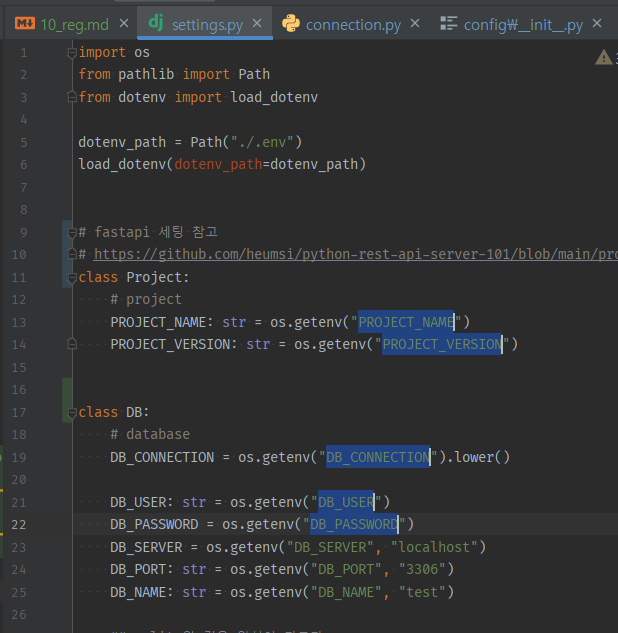 10_reg.md × dj settings.py × connection.py × config₩__init__.py ×
1 import os
2 from pathlib import Path
3 from dotenv import load_dotenv
4
5 dotenv_path = Path("./.env")
6 load_dotenv(dotenv_path=dotenv_path)
7
8
9 # fastapi 세팅 참고
10 # https://github.com/heumsi/python-rest-api-server-101/blob/main/pro
11 class Project:
12 # project
13 PROJECT_NAME: str = os.getenv("PROJECT_NAME")
14 PROJECT_VERSION: str = os.getenv("PROJECT_VERSION")
15
16
17 class DB:
18 # database
19 DB_CONNECTION = os.getenv("DB_CONNECTION").lower()
20
21 DB_USER: str = os.getenv("DB_USER")
22 DB_PASSWORD = os.getenv("DB_PASSWORD")
23 DB_SERVER = os.getenv("DB_SERVER", "localhost")
24 DB_PORT: str = os.getenv("DB_PORT", "3306")
25 DB_NAME: str = os.getenv("DB_NAME", "test")
26